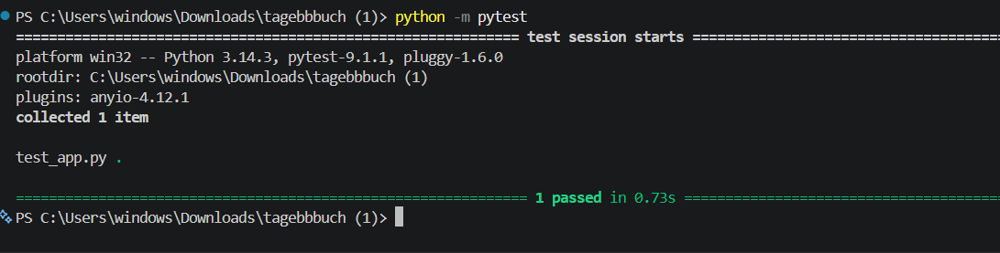 PS C:\Users\windows\Downloads\tagebbbuch (1)> python -m pytest
============================================================= test session starts =====================================
platform win32 -- Python 3.14.3, pytest-9.1.1, pluggy-1.6.0
rootdir: C:\Users\windows\Downloads\tagebbbuch (1)
plugins: anyio-4.12.1
collected 1 item

test_app.py .

============================================================== 1 passed in 0.73s ======================================
PS C:\Users\windows\Downloads\tagebbbuch (1)>